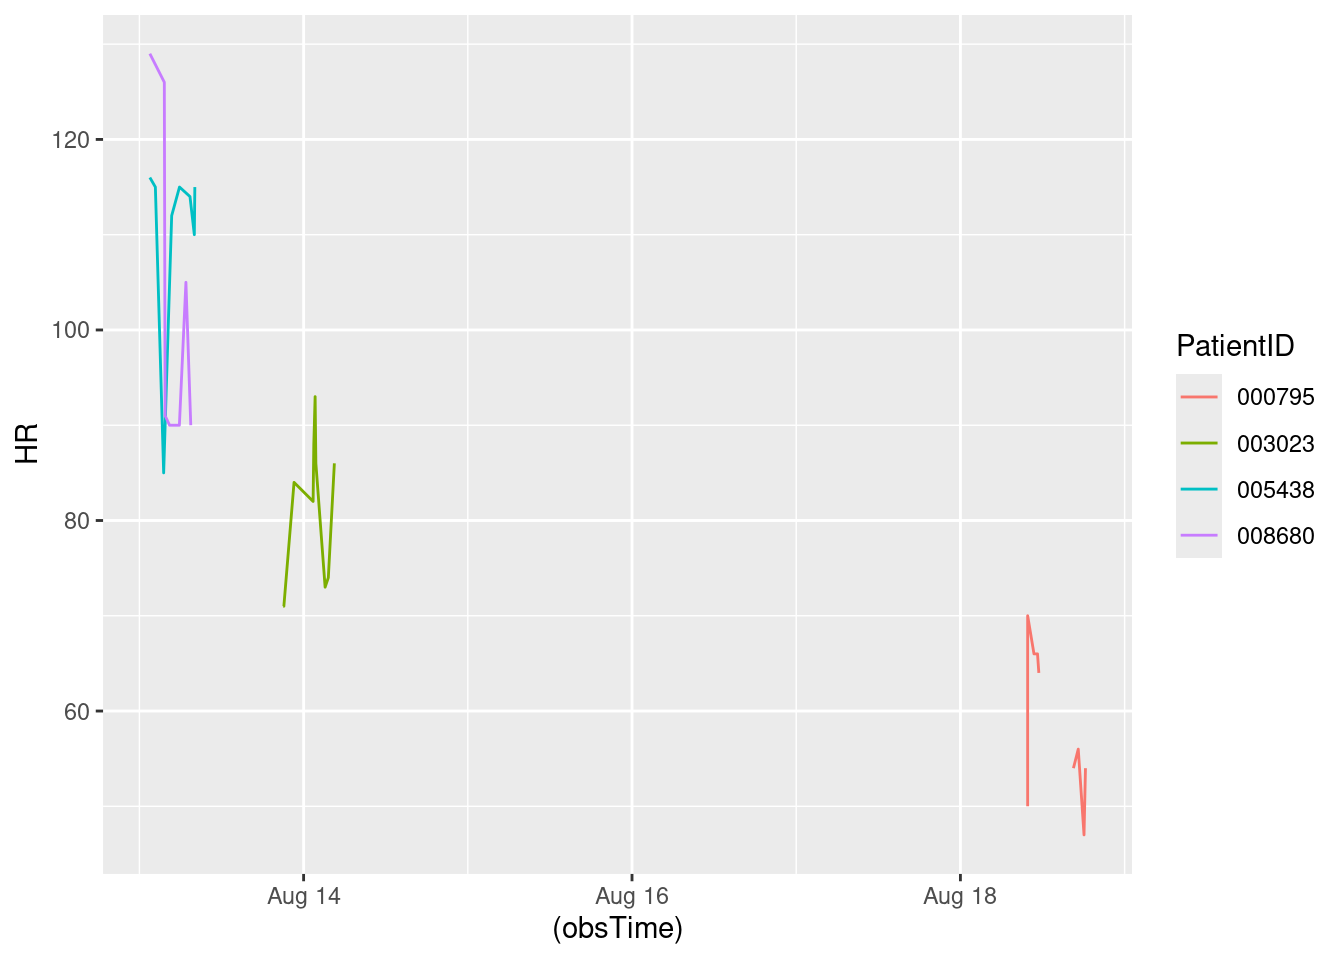 120
100
80
60
HR
Aug 14
Aug 16
Aug 18
(obsTime)
PatientID
000795
003023
005438
008680